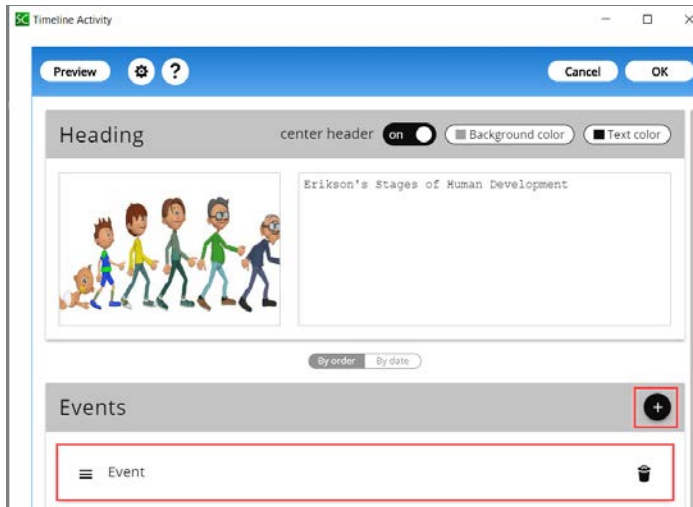 SC Timeline Activity
Preview ? Cancel OK
Heading center header on Background color Text color
Erikson's Stages of Human Development
By order By date
Events +
Event